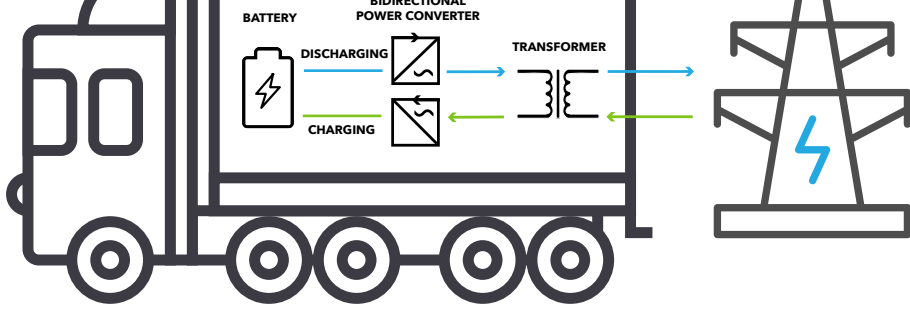 BIDIRECTIONAL
BATTERY
POWER CONVERTER
TRANSFORMER
DISCHARGING
CHARGING